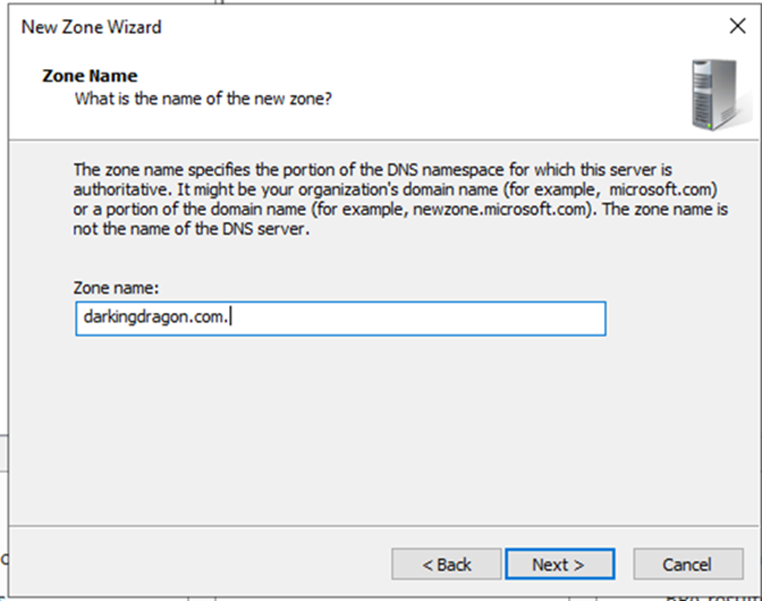 New Zone Wizard
Zone Name
What is the name of the new zone?
The zone name specifies the portion of the DNS namespace for which this server is
authoritative. It might be your organization's domain name (for example, microsoft.com)
or a portion of the domain name (for example, newzone.microsoft.com). The zone name is
not the name of the DNS server.
Zone name:
darkingdragon.com.
< Back
Next >
Cancel